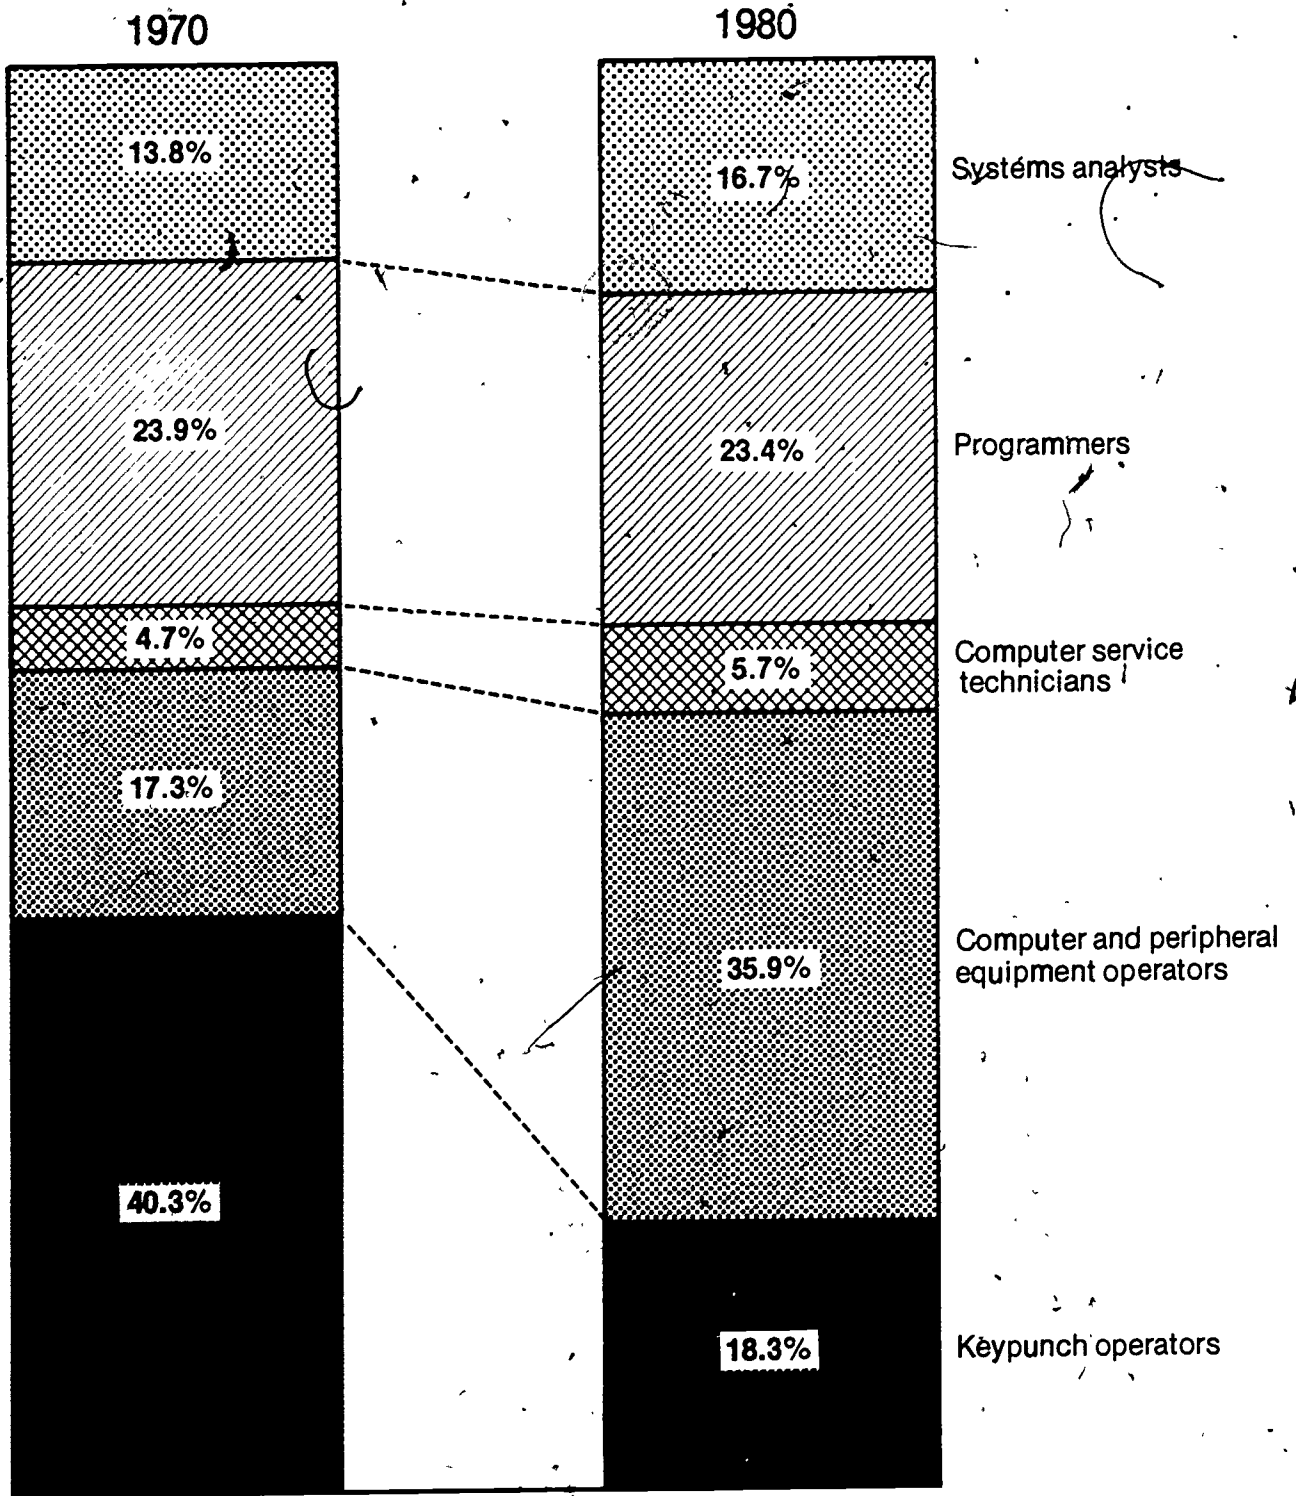 1970
1980
13.8%
16.7%
Systems analysts
23.9%
23.4%
Programmers
4.7%
5.7%
Computer service
technicians
17.3%
35.9%
Computer and peripheral
equipment operators
40.3%
18.3%
Keypunch operators